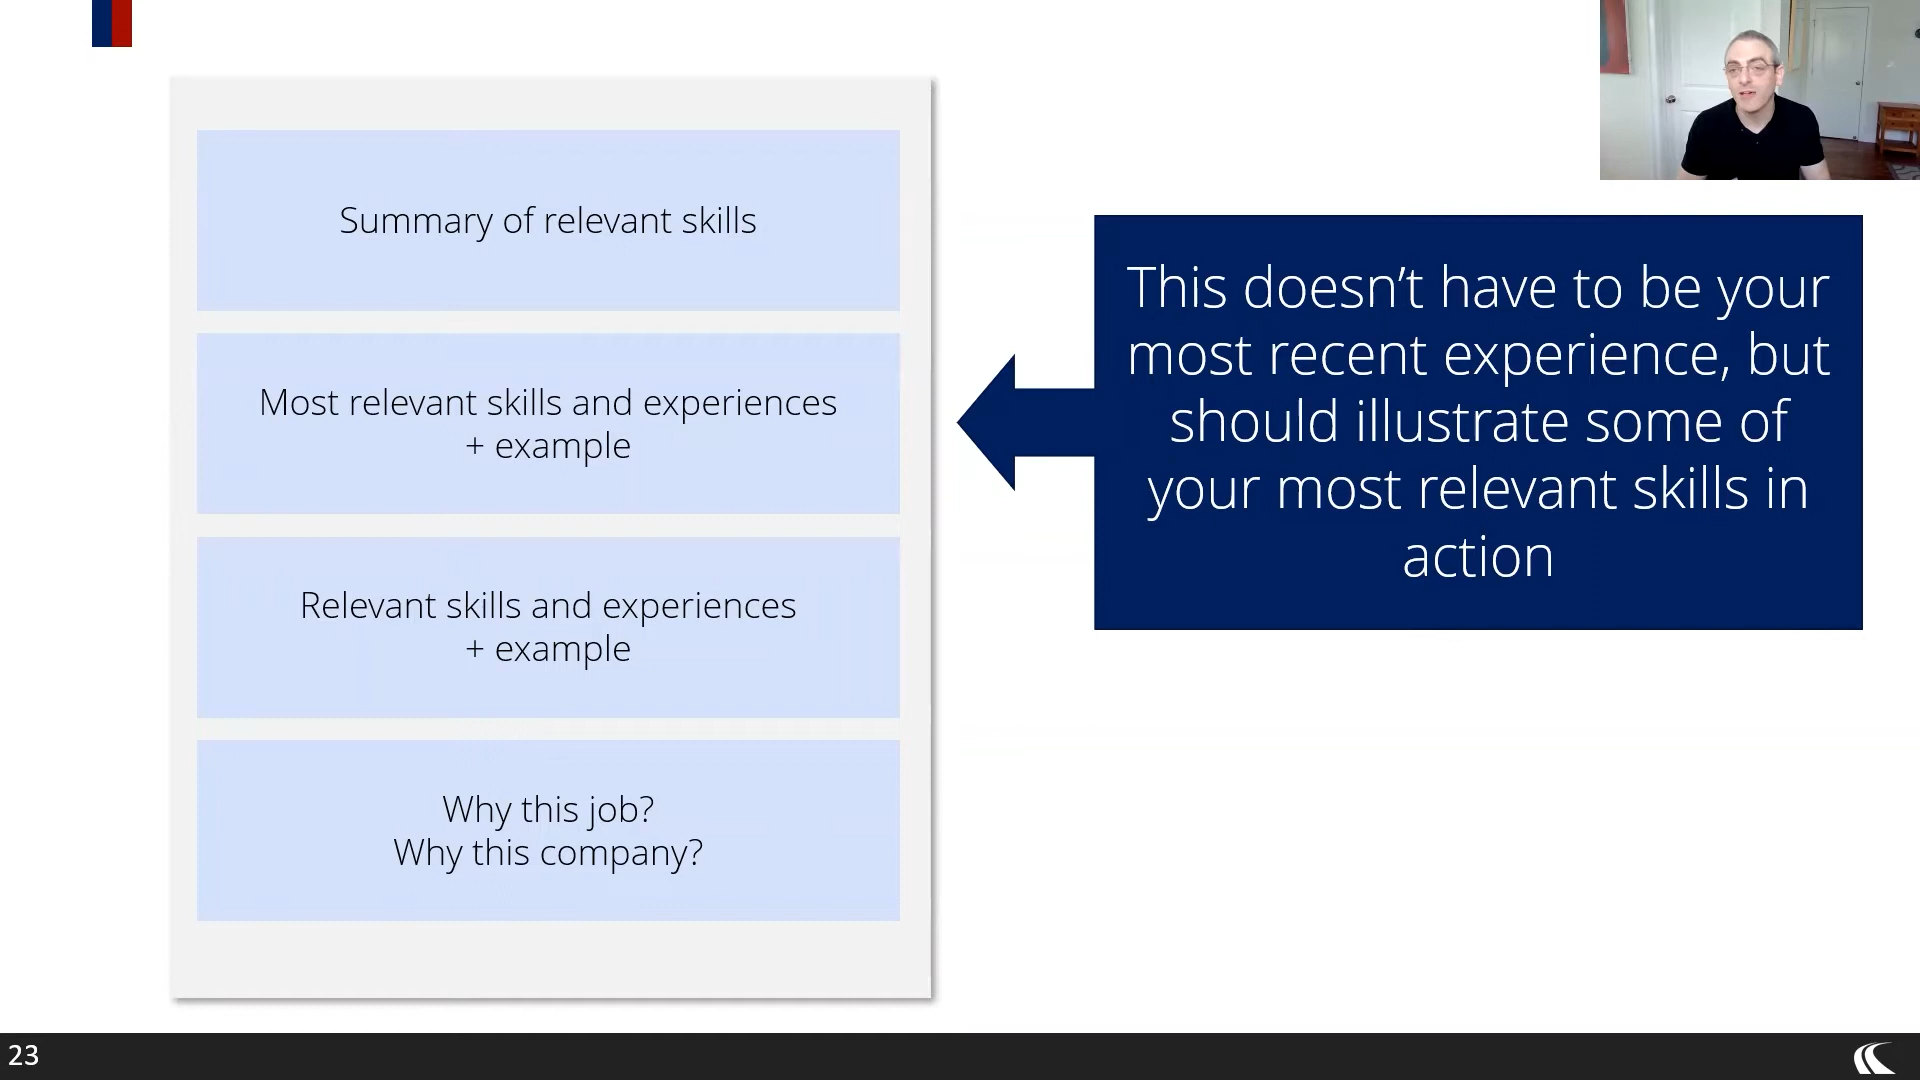 Summary of relevant skills
Most relevant skills and experiences
+ example
Relevant skills and experiences
+ example
Why this job?
Why this company?
This doesn’t have to be your
most recent experience, but
should illustrate some of
your most relevant skills in
action
23